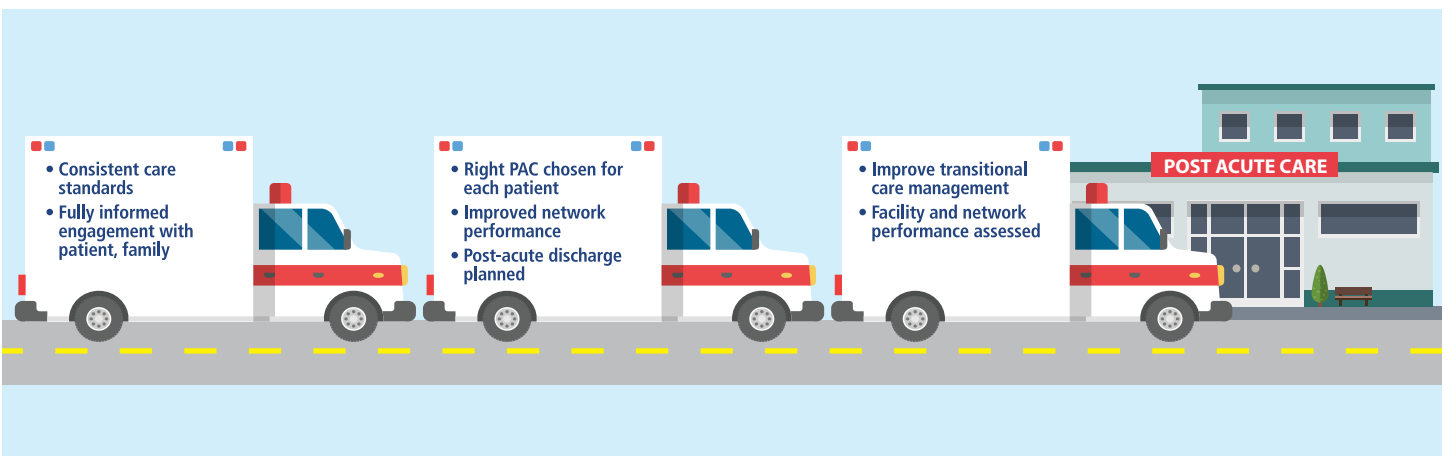 • Consistent care
standards
• Fully informed
engagement with
patient, family
• Right PAC chosen for
each patient
• Improved network
performance
• Post-acute discharge
planned
• Improve transitional
care management
• Facility and network
performance assessed
POST ACUTE CARE